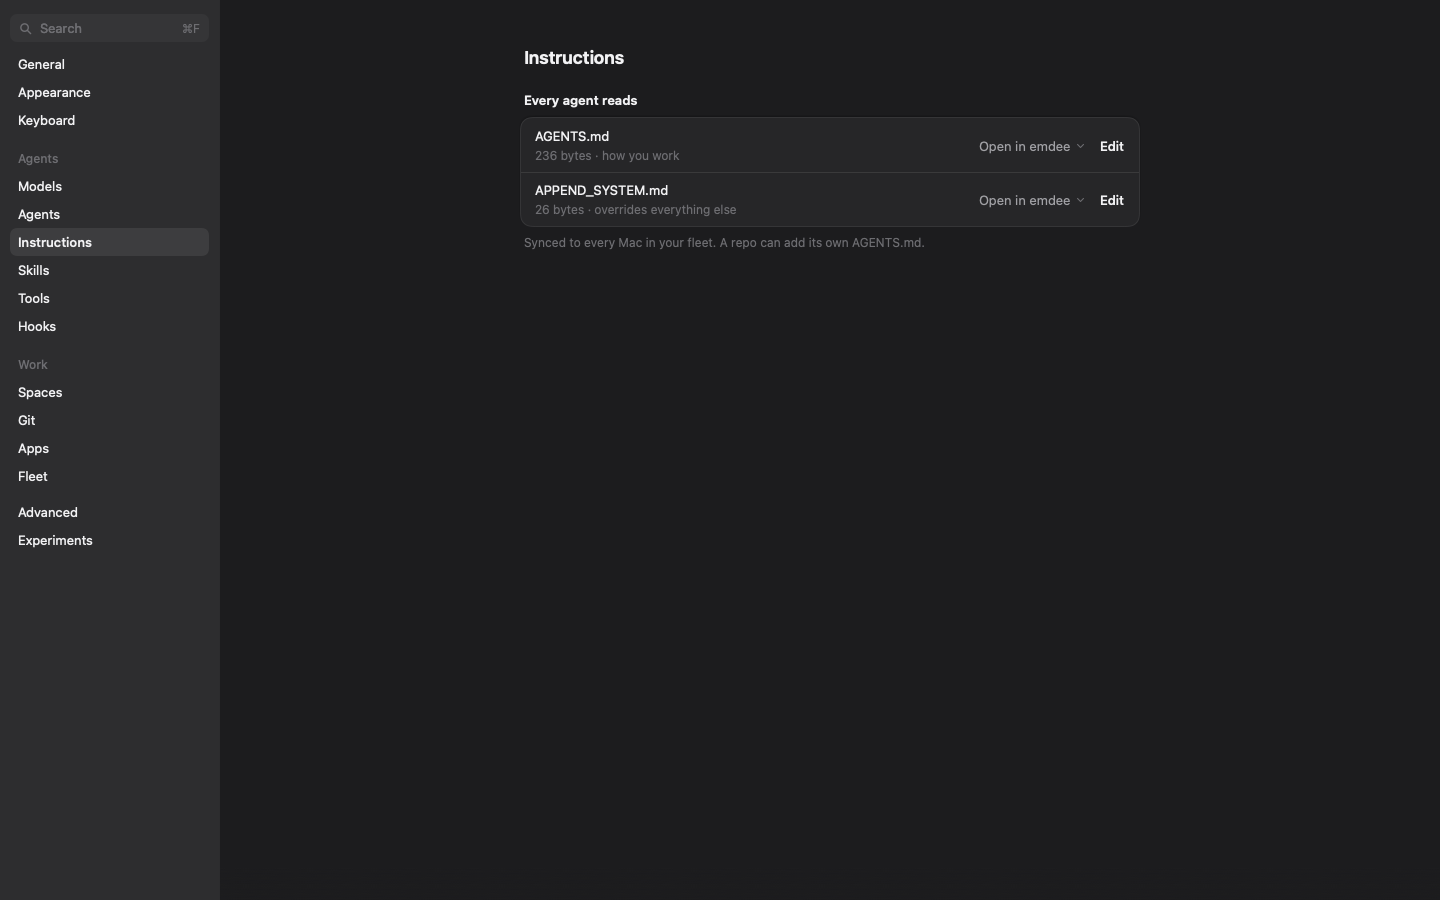 Search ⌘F
General
Appearance
Keyboard
Agents
Models
Agents
Instructions
Skills
Tools
Hooks
Work
Spaces
Git
Apps
Fleet
Advanced
Experiments
Instructions
Every agent reads
AGENTS.md
236 bytes · how you work
Open in emdee Edit
APPEND_SYSTEM.md
26 bytes · overrides everything else
Open in emdee Edit
Synced to every Mac in your fleet. A repo can add its own AGENTS.md.